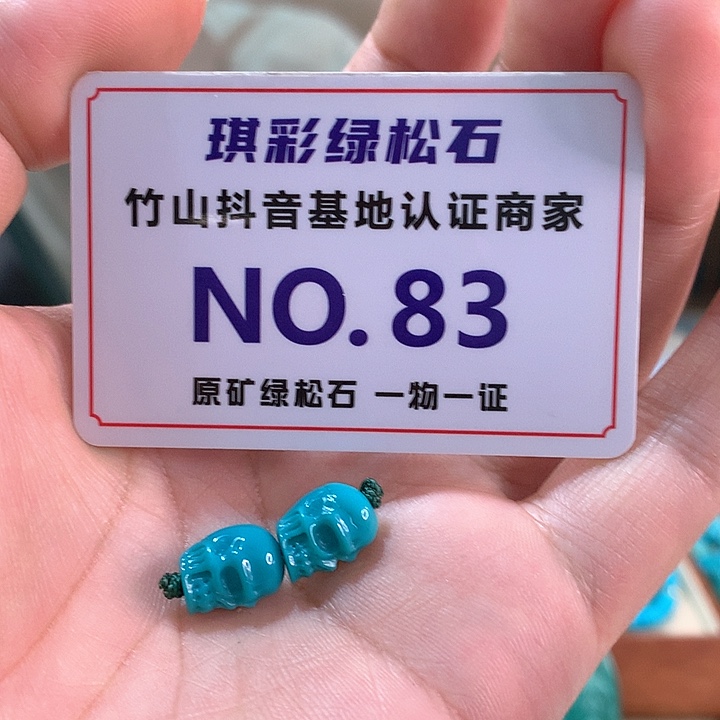 琪彩绿松石
竹山抖音基地认证商家
NO.83
原矿绿松石 一物一证